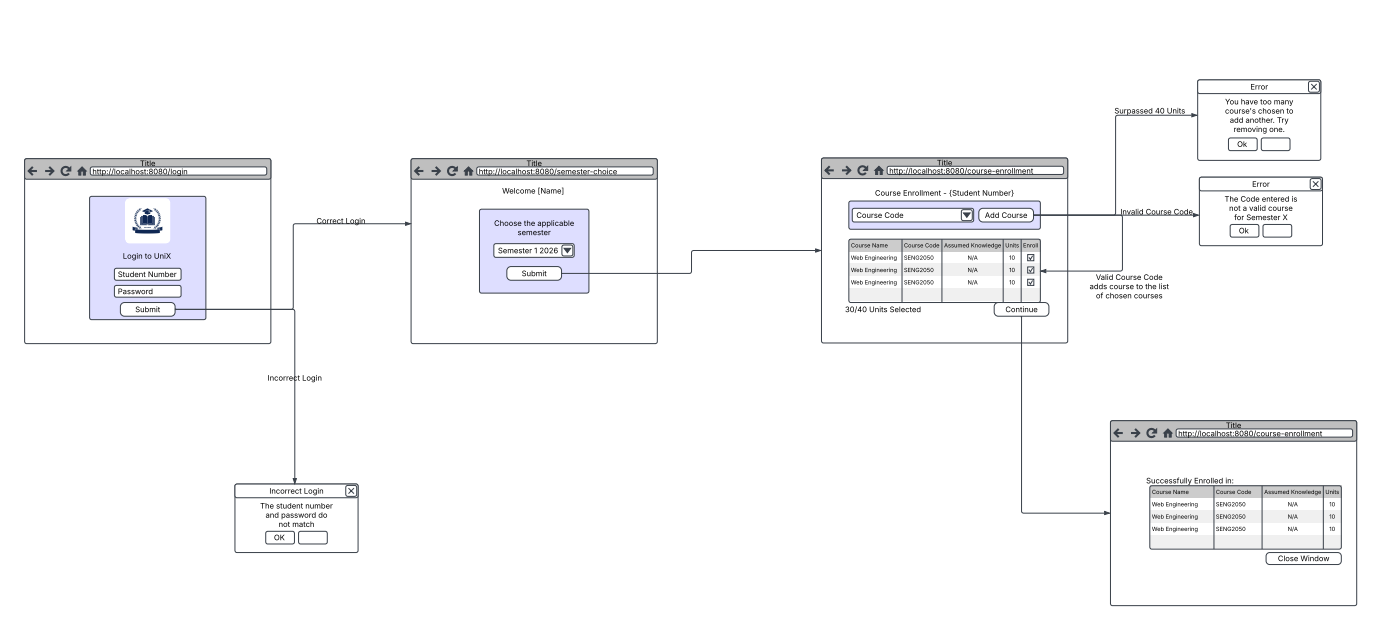 Title
http://localhost:8080/login
Login to UniX
Student Number
Password
Submit
Correct Login
Incorrect Login
Incorrect Login
The student number
and password do
not match
OK
Title
http://localhost:8080/semester-choice
Welcome [Name]
Choose the applicable
semester
Semester 1 2026
Submit
Title
http://localhost:8080/course-enrollment
Course Enrollment - {Student Number}
Course Code
Add Course
Course Name Course Code Assumed Knowledge Units Enroll
Web Engineering SENG2050 N/A 10
Web Engineering SENG2050 N/A 10
Web Engineering SENG2050 N/A 10
30/40 Units Selected
Continue
Surpassed 40 Units
Invalid Course Code
Valid Course Code
adds course to the list
of chosen courses
Error
You have too many
course's chosen to
add another. Try
removing one.
Ok
Error
The Code entered is
not a valid course
for Semester X
Ok
Title
http://localhost:8080/course-enrollment
Successfully Enrolled in:
Course Name Course Code Assumed Knowledge Units
Web Engineering SENG2050 N/A 10
Web Engineering SENG2050 N/A 10
Web Engineering SENG2050 N/A 10
Close Window